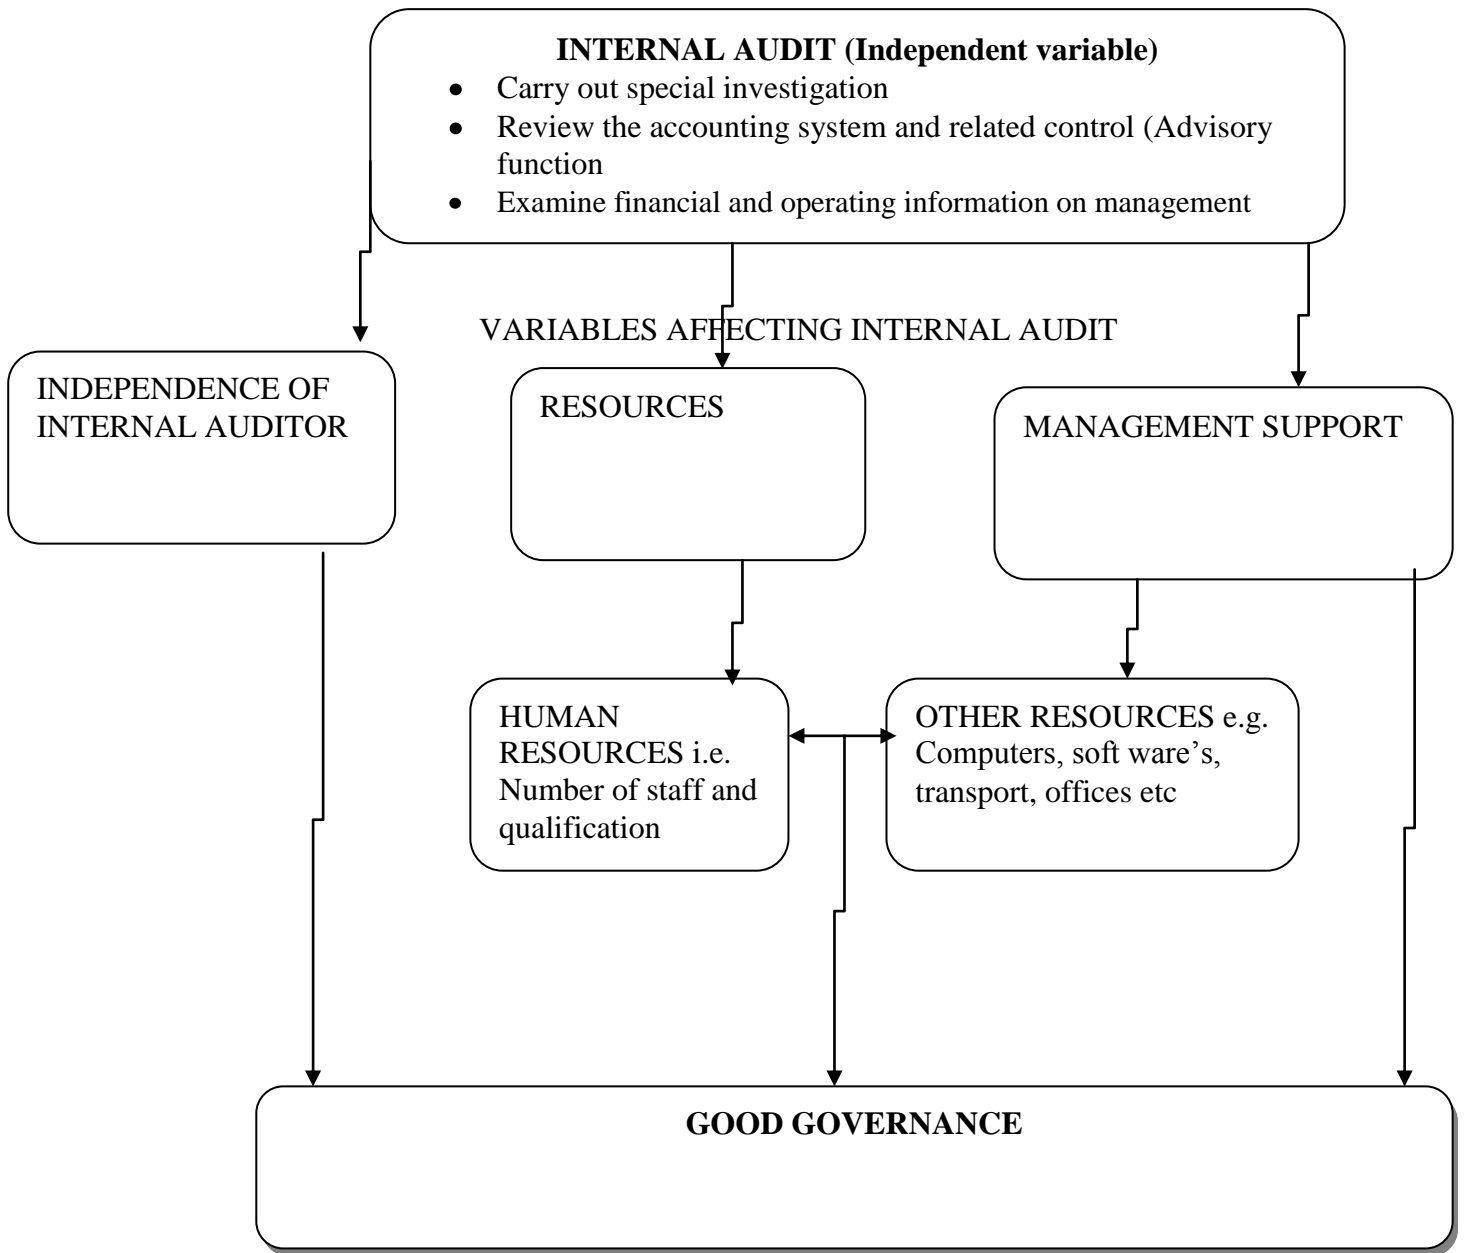 INTERNAL AUDIT (Independent variable)
• Carry out special investigation
• Review the accounting system and related control (Advisory
function
• Examine financial and operating information on management
VARIABLES AFFECTING INTERNAL AUDIT
INDEPENDENCE OF
INTERNAL AUDITOR
RESOURCES
MANAGEMENT SUPPORT
HUMAN
RESOURCES i.e.
Number of staff and
qualification
OTHER RESOURCES e.g.
Computers, soft ware’s,
transport, offices etc
GOOD GOVERNANCE